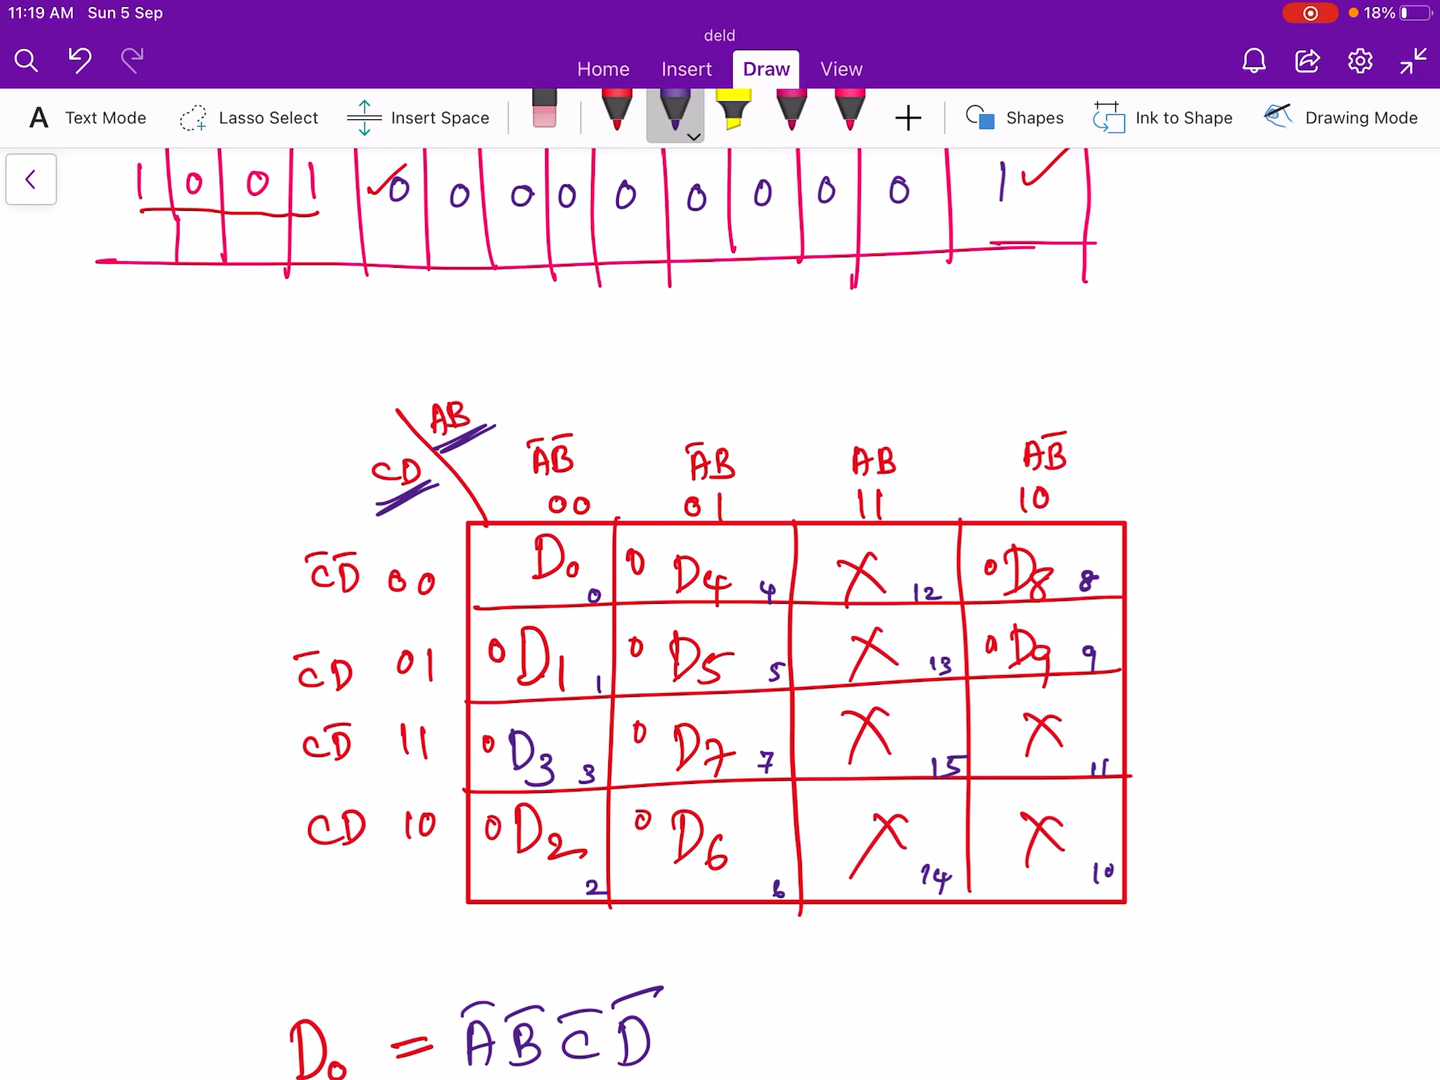 11:19 AM Sun 5 Sep 18%
deld
Home Insert Draw View
A Text Mode Lasso Select Insert Space Shapes Ink to Shape Drawing Mode
1 0 0 1 0 0 0 0 0 0 0 0 0 1
AB
CD
A̅B̅ A̅B AB AB̅
00 01 11 10
C̅D̅ 00 D₀ 0 0 D4 4 X 12 0 D8 8
C̅D 01 0 D1 1 0 D5 5 X 13 0 D9 9
CD̅ 11 0 D3 3 0 D7 7 X 15 X 11
CD 10 0 D2 2 0 D6 6 X 14 X 10
D₀ = A̅ B̅ C̅ D̅